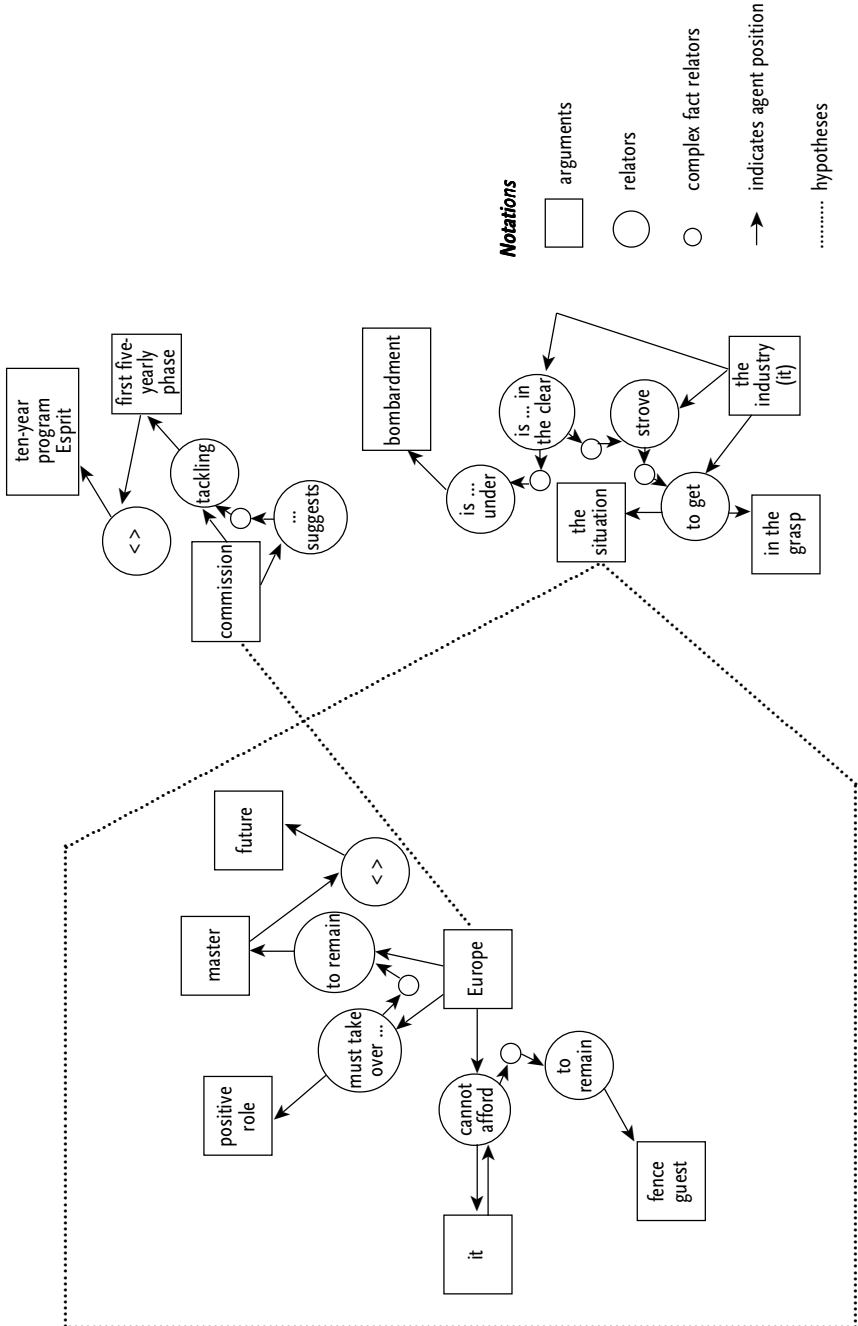 ten-year
program
Esprit
first five-
yearly
phase
< >
tackling
commission
...
suggests
bombardment
is ... in
the clear
is ...
under
strove
the
situation
to get
the
industry
(it)
in the
grasp
future
< >
master
to remain
must take
over ...
positive
role
Europe
cannot
afford
to
remain
it
fence
guest
Notations
arguments
relators
complex fact relators
indicates agent position
hypotheses